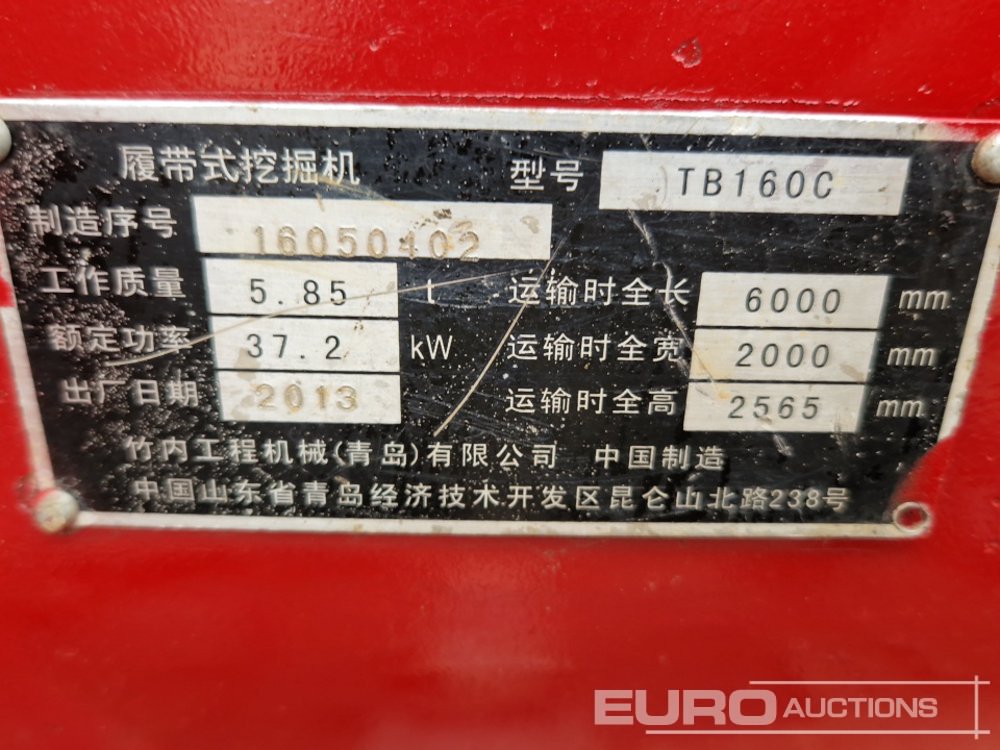 履带式挖掘机 型号 TB160C
制造序号 16050402
工作质量 5.85 t 运输时全长 6000 mm
额定功率 37.2 kW 运输时全宽 2000 mm
出厂日期 2013 运输时全高 2565 mm
竹内工程机械(青岛)有限公司 中国制造
中国山东省青岛经济技术开发区昆仑山北路238号
EURO AUCTIONS